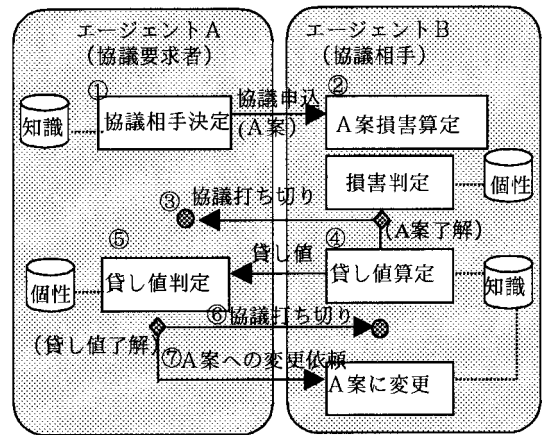 エージェントA
(協議要求者)
エージェントB
(協議相手)
①
協議相手決定
知識
協議申込
(A案)
②
A案損害算定
損害判定
個性
③
協議打ち切り
(A案了解)
④
貸し値算定
貸し値
知識
⑤
貸し値判定
個性
(貸し値了解)
⑥協議打ち切り
⑦A案への変更依頼
A案に変更